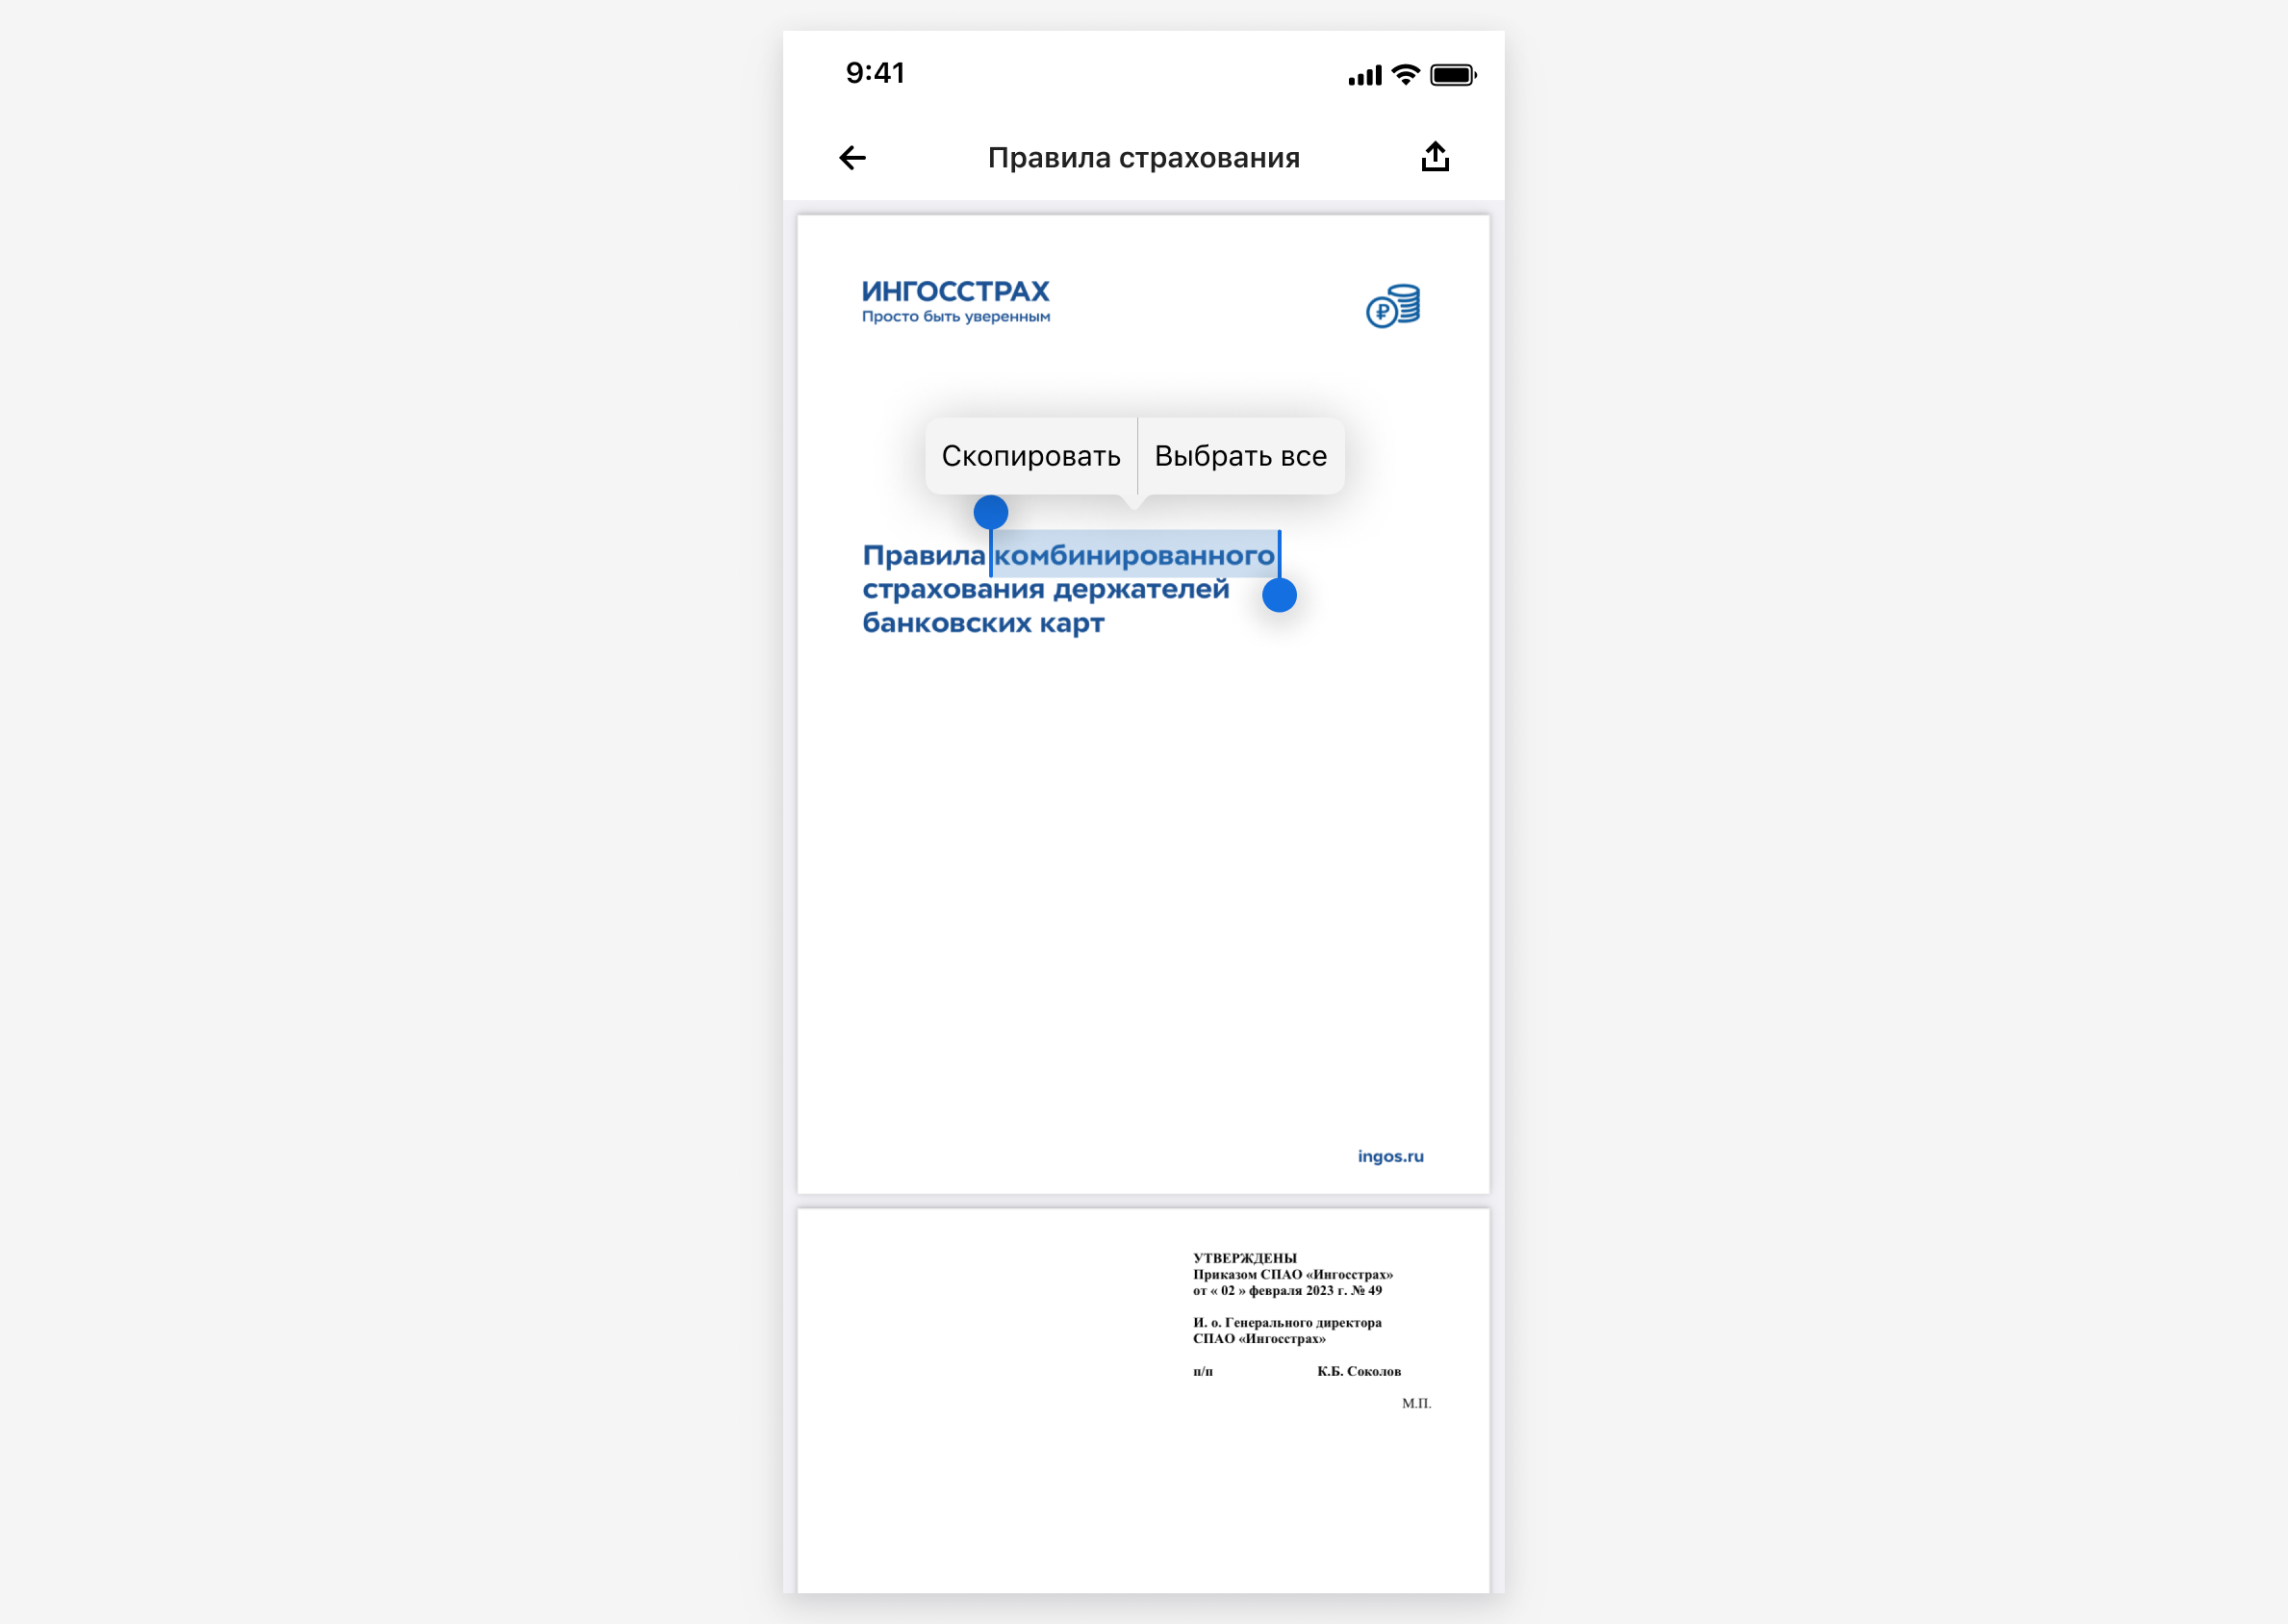 9:41
Правила страхования
ИНГОССТРАХ
Просто быть уверенным
₽
Скопировать Выбрать все
Правила комбинированного
страхования держателей
банковских карт
ingos.ru
УТВЕРЖДЕНЫ
Приказом СПАО «Ингосстрах»
от « 02 » февраля 2023 г. № 49
И. о. Генерального директора
СПАО «Ингосстрах»
п/п К.Б. Соколов
М.П.